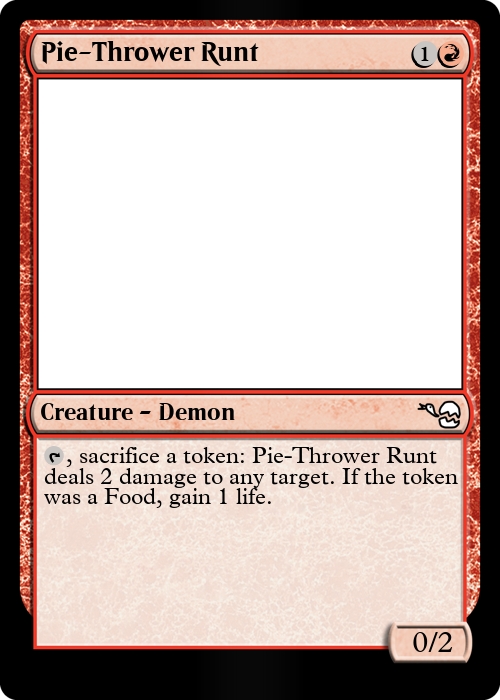 Pie-Thrower Runt 1
Creature – Demon
, sacrifice a token: Pie-Thrower Runt
deals 2 damage to any target. If the token
was a Food, gain 1 life.
0/2